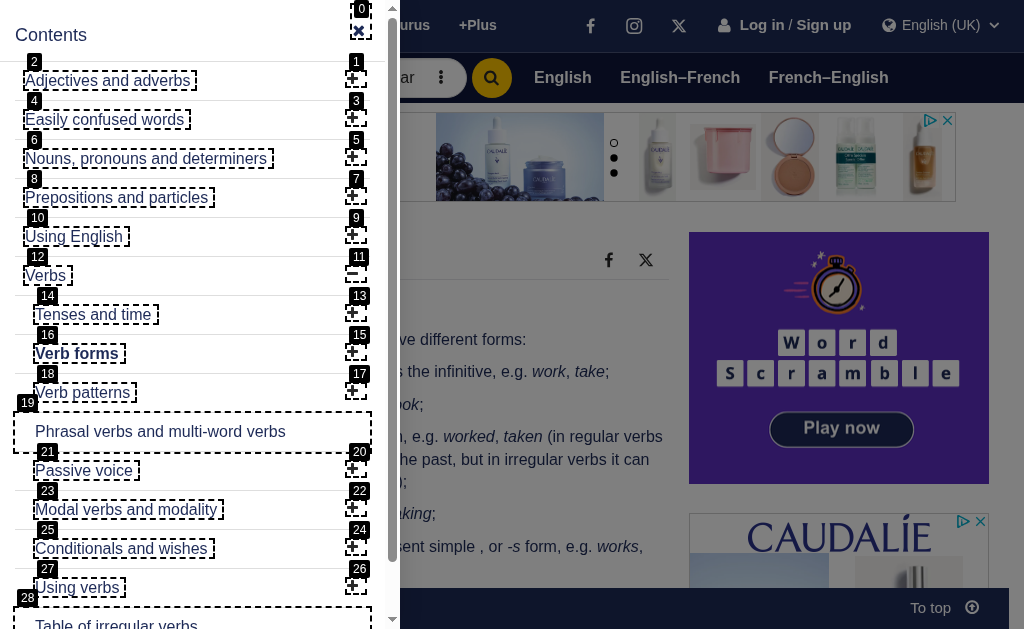 0
Contents
urus
+Plus
Log in / Sign up
English (UK)
2
1
Adjectives and adverbs
ar
English
English–French
French–English
4
3
Easily confused words
6
5
Nouns, pronouns and determiners
8
7
Prepositions and particles
10
9
Using English
12
11
Verbs
14
13
Tenses and time
16
15
Verb forms
18
17
Verb patterns
19
Phrasal verbs and multi-word verbs
21
20
Passive voice
23
22
Modal verbs and modality
25
24
Conditionals and wishes
27
26
Using verbs
28
Table of irregular verbs
ve different forms:
s the infinitive, e.g. work, take;
ook;
n, e.g. worked, taken (in regular verbs
he past, but in irregular verbs it can
);
aking;
sent simple , or -s form, e.g. works,
Word
Scramble
Play now
CAUDALÍE
To top